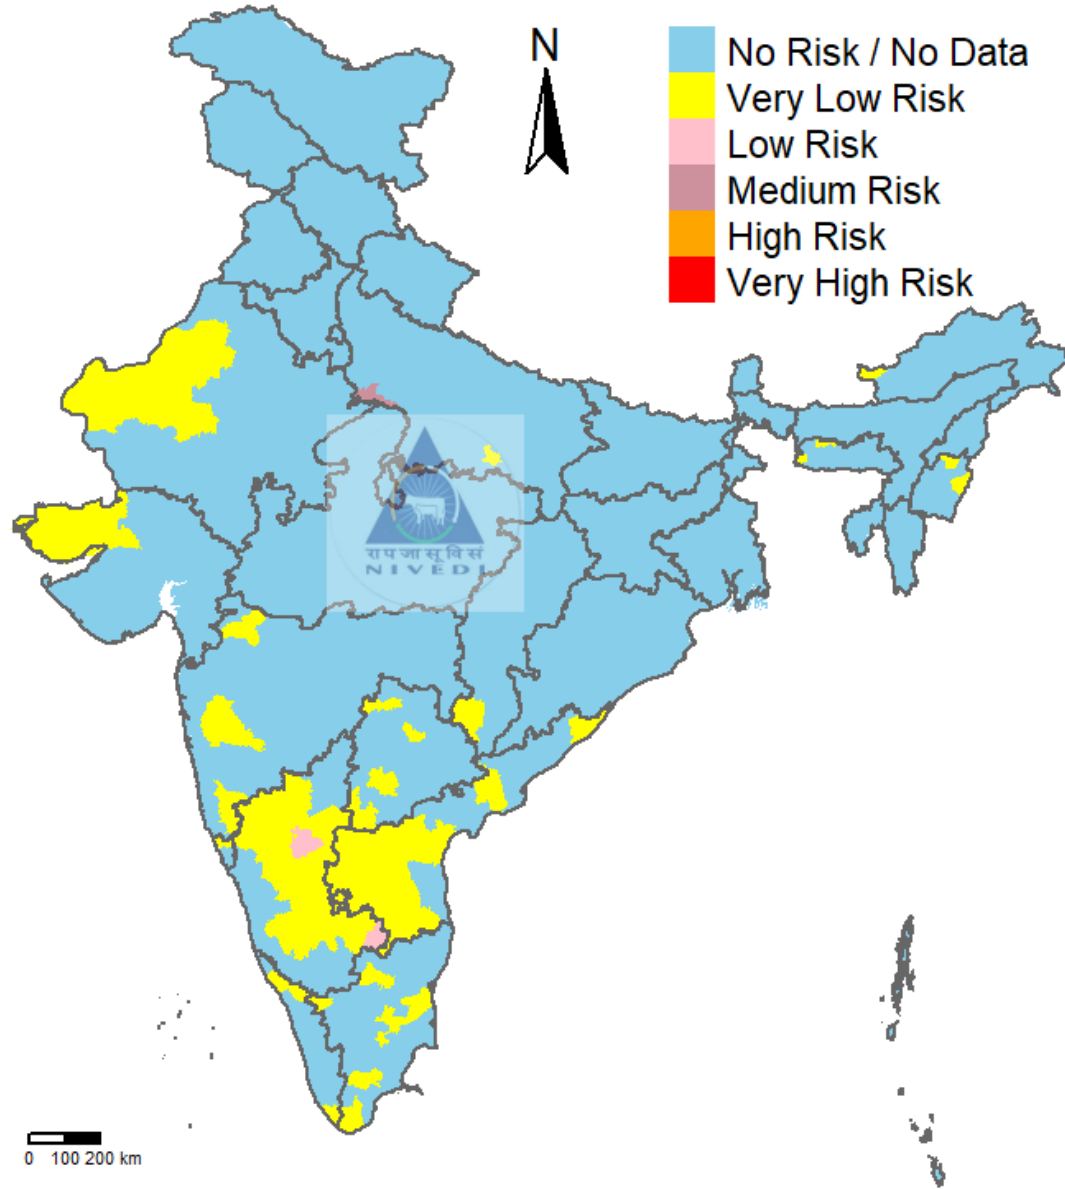 N
No Risk / No Data
Very Low Risk
Low Risk
Medium Risk
High Risk
Very High Risk
रापजासूविसं
NIVEDI
0 100 200 km